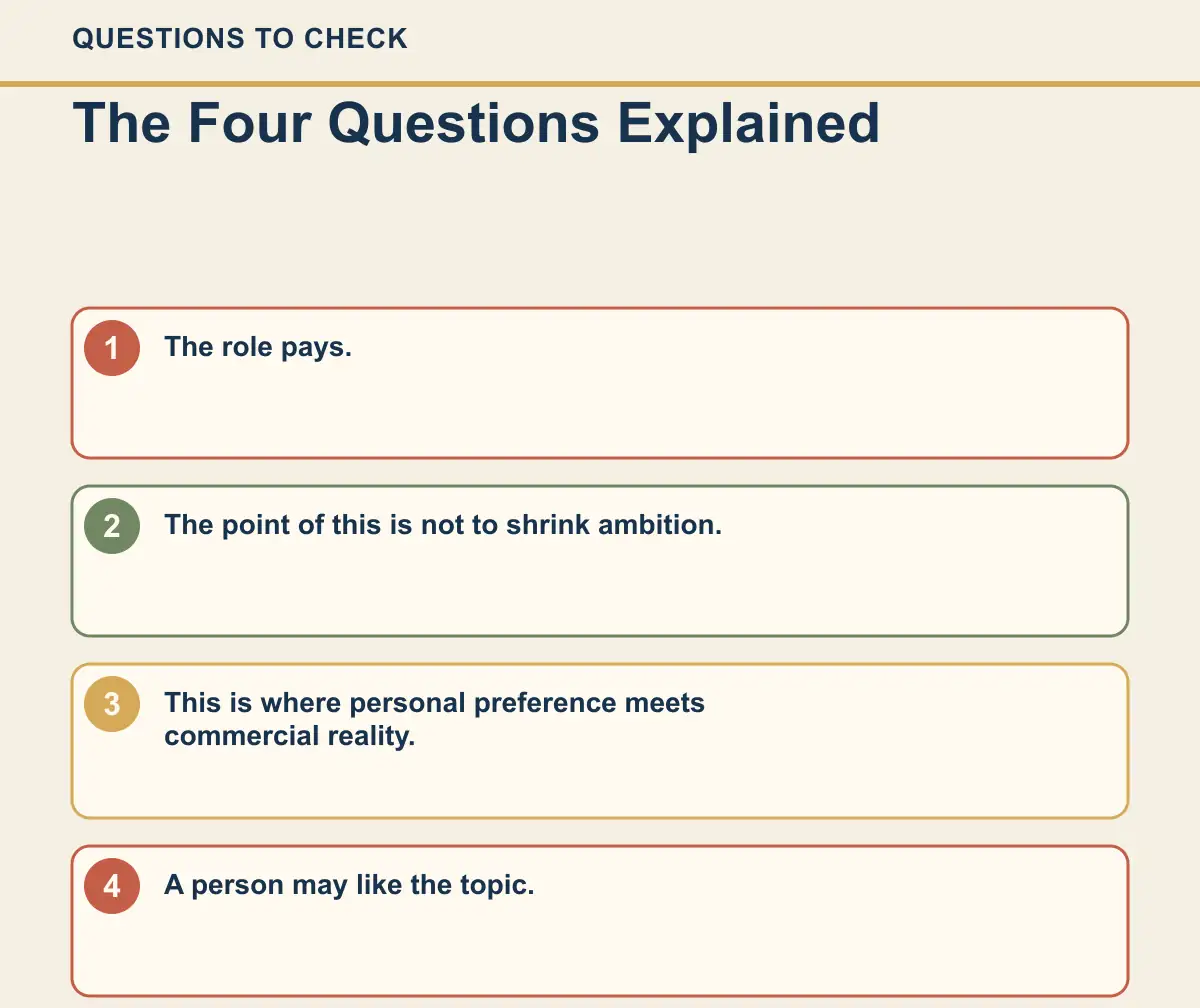 QUESTIONS TO CHECK
The Four Questions Explained
1
The role pays.
2
The point of this is not to shrink ambition.
3
This is where personal preference meets
commercial reality.
4
A person may like the topic.